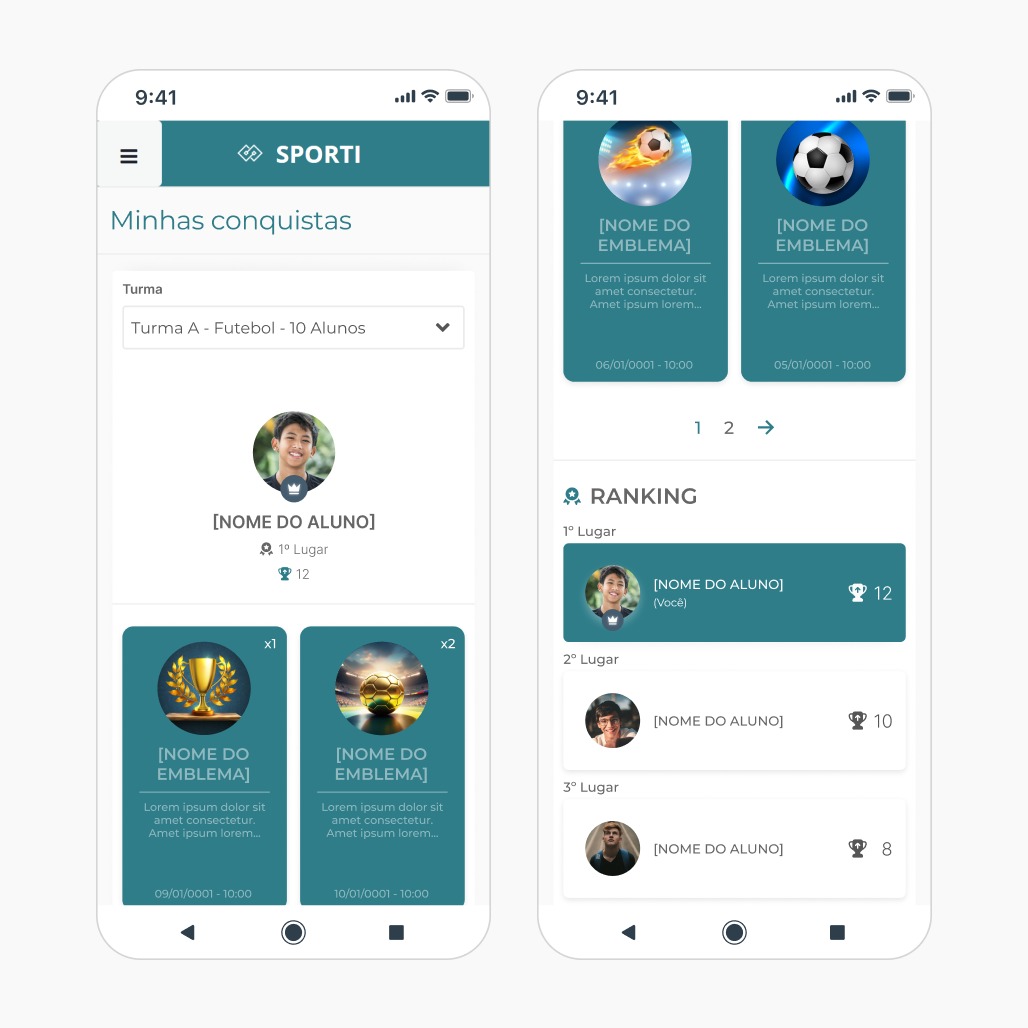 9:41
SPORTI
Minhas conquistas
Turma
Turma A - Futebol - 10 Alunos
[NOME DO ALUNO]
1º Lugar
12
x1
[NOME DO
EMBLEMA]
Lorem ipsum dolor sit
amet consectetur.
Amet ipsum lorem...
09/01/0001 - 10:00
x2
[NOME DO
EMBLEMA]
Lorem ipsum dolor sit
amet consectetur.
Amet ipsum lorem...
10/01/0001 - 10:00
9:41
[NOME DO
EMBLEMA]
Lorem ipsum dolor sit
amet consectetur.
Amet ipsum lorem...
06/01/0001 - 10:00
[NOME DO
EMBLEMA]
Lorem ipsum dolor sit
amet consectetur.
Amet ipsum lorem...
05/01/0001 - 10:00
1 2
RANKING
1º Lugar
[NOME DO ALUNO]
(Você)
12
2º Lugar
[NOME DO ALUNO]
10
3º Lugar
[NOME DO ALUNO]
8